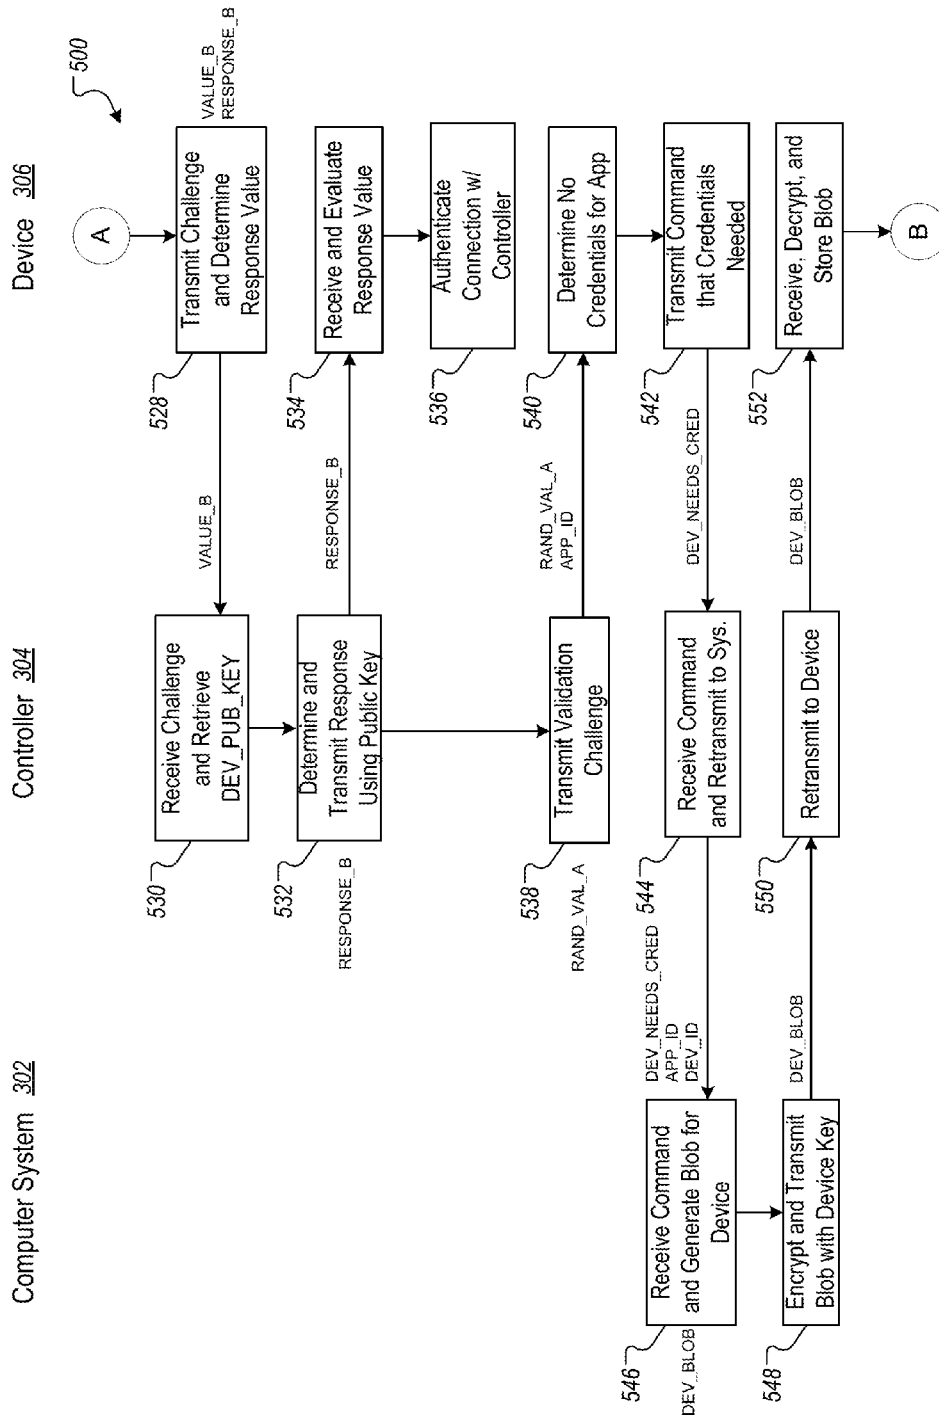 Computer System 302
Controller 304
Device 306
500
A
Transmit Challenge
and Determine
Response Value
VALUE_B
RESPONSE_B
528
VALUE_B
Receive Challenge
and Retrieve
DEV_PUB_KEY
530
Determine and
Transmit Response
Using Public Key
532
RESPONSE_B
RESPONSE_B
Receive and Evaluate
Response Value
534
Authenticate
Connection w/
Controller
536
Transmit Validation
Challenge
538
RAND_VAL_A
RAND_VAL_A
APP_ID
Determine No
Credentials for App
540
Transmit Command
that Credentials
Needed
542
DEV_NEEDS_CRED
Receive Command
and Retransmit to Sys.
544
DEV_NEEDS_CRED
APP_ID
DEV_ID
Receive Command
and Generate Blob for
Device
546
DEV_BLOB
Encrypt and Transmit
Blob with Device Key
548
DEV_BLOB
Retransmit to Device
550
DEV_BLOB
Receive, Decrypt, and
Store Blob
552
B